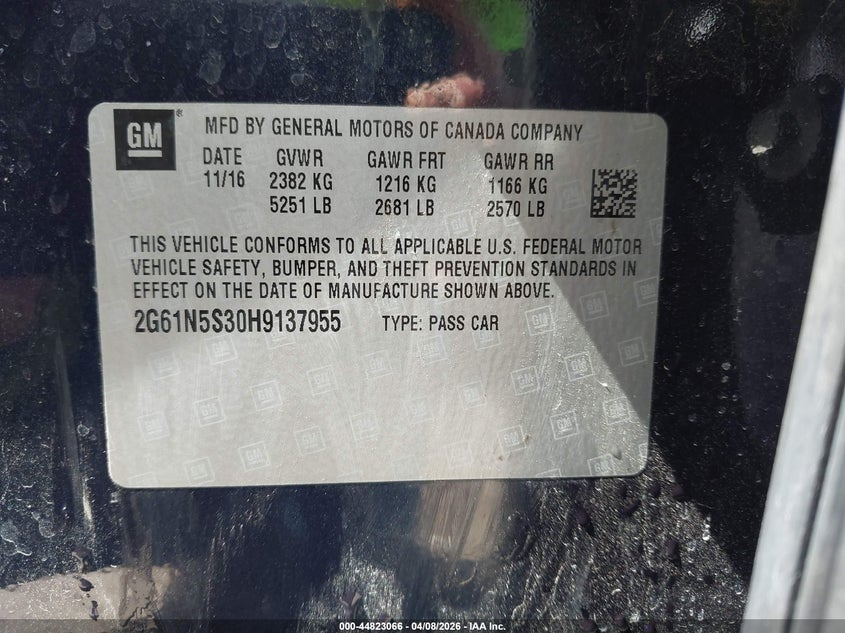 GM
MFD BY GENERAL MOTORS OF CANADA COMPANY
DATE GVWR GAWR FRT GAWR RR
11/16 2382 KG 1216 KG 1166 KG
5251 LB 2681 LB 2570 LB
THIS VEHICLE CONFORMS TO ALL APPLICABLE U.S. FEDERAL MOTOR
VEHICLE SAFETY, BUMPER, AND THEFT PREVENTION STANDARDS IN
EFFECT ON THE DATE OF MANUFACTURE SHOWN ABOVE.
2G61N5S30H9137955 TYPE: PASS CAR
000-44823066 - 04/08/2026 - IAA Inc.